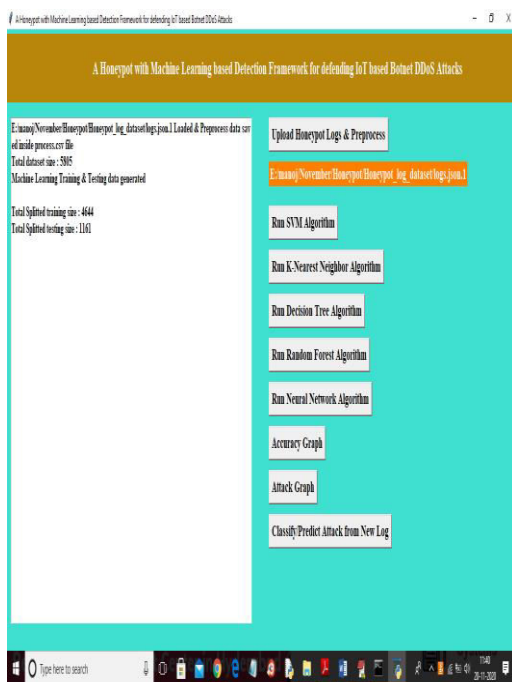 A Honeypot with Machine Learning based Detection Framework for defending IoT based Botnet DDoS Attacks
A Honeypot with Machine Learning based Detection Framework for defending IoT based Botnet DDoS Attacks
E:/manoj/November/Honeypot/Honeypot_log_dataset/logs.json.1 Loaded & Preprocess data sav
ed inside process.csv file
Total dataset size : 5805
Machine Learning Training & Testing data generated
Total Splitted training size : 4644
Total Splitted testing size : 1161
Upload Honeypot Logs & Preprocess
E:/manoj/November/Honeypot/Honeypot_log_dataset/logs.json.1
Run SVM Algorithm
Run K-Nearest Neighbor Algorithm
Run Decision Tree Algorithm
Run Random Forest Algorithm
Run Neural Network Algorithm
Accuracy Graph
Attack Graph
Classify/Predict Attack from New Log
Type here to search
11:40
28-11-2020